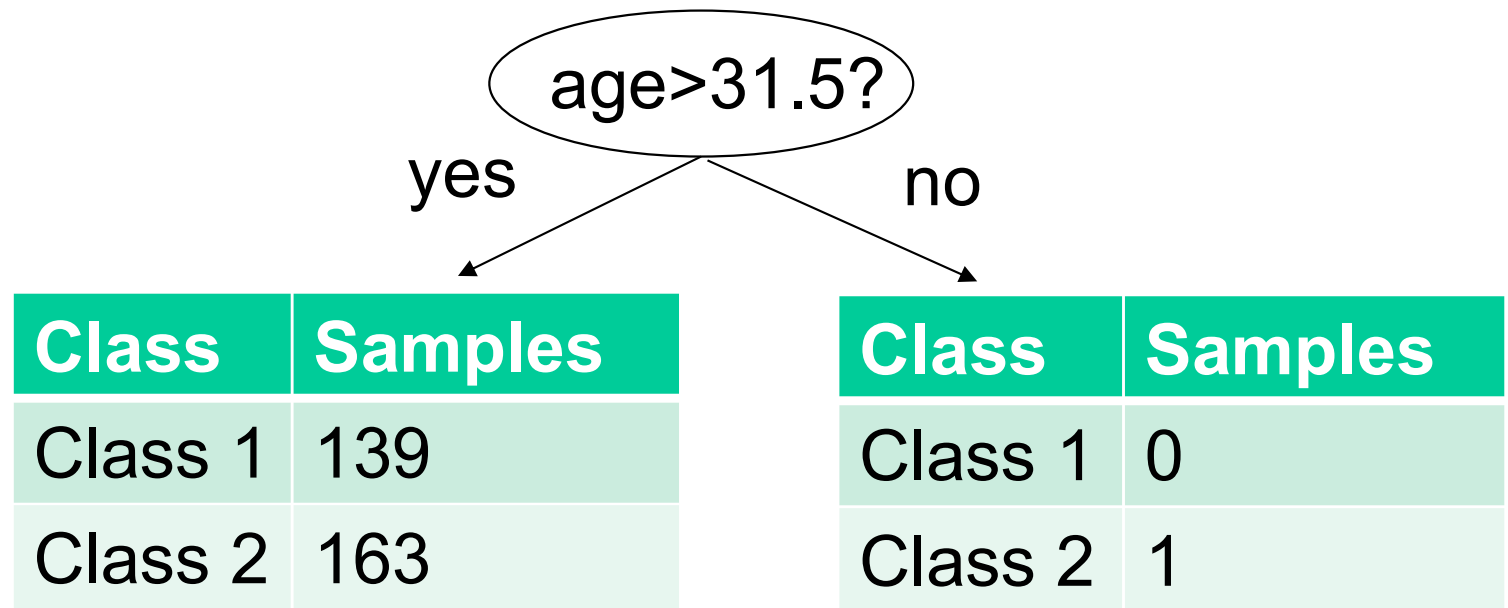 age>31.5?
yes no
Class Samples
Class 1 139
Class 2 163
Class Samples
Class 1 0
Class 2 1